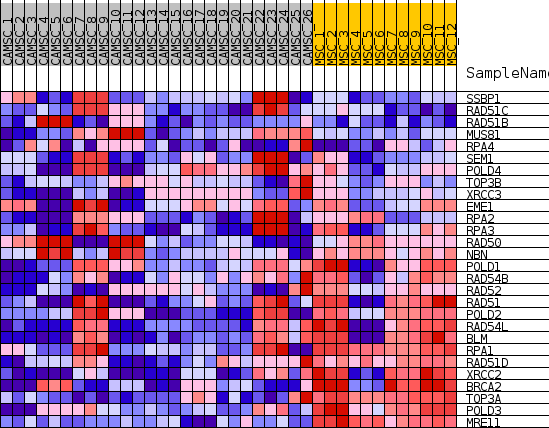 CAMSC_1
CAMSC_2
CAMSC_3
CAMSC_4
CAMSC_5
CAMSC_6
CAMSC_7
CAMSC_8
CAMSC_9
CAMSC_10
CAMSC_11
CAMSC_12
CAMSC_13
CAMSC_14
CAMSC_15
CAMSC_16
CAMSC_17
CAMSC_18
CAMSC_19
CAMSC_20
CAMSC_21
CAMSC_22
CAMSC_23
CAMSC_24
CAMSC_25
CAMSC_26
MSC_1
MSC_2
MSC_3
MSC_4
MSC_5
MSC_6
MSC_7
MSC_8
MSC_9
MSC_10
MSC_11
MSC_12
SampleName
SSBP1
RAD51C
RAD51B
MUS81
RPA4
SEM1
POLD4
TOP3B
XRCC3
EME1
RPA2
RPA3
RAD50
NBN
POLD1
RAD54B
RAD52
RAD51
POLD2
RAD54L
BLM
RPA1
RAD51D
XRCC2
BRCA2
TOP3A
POLD3
MRE11